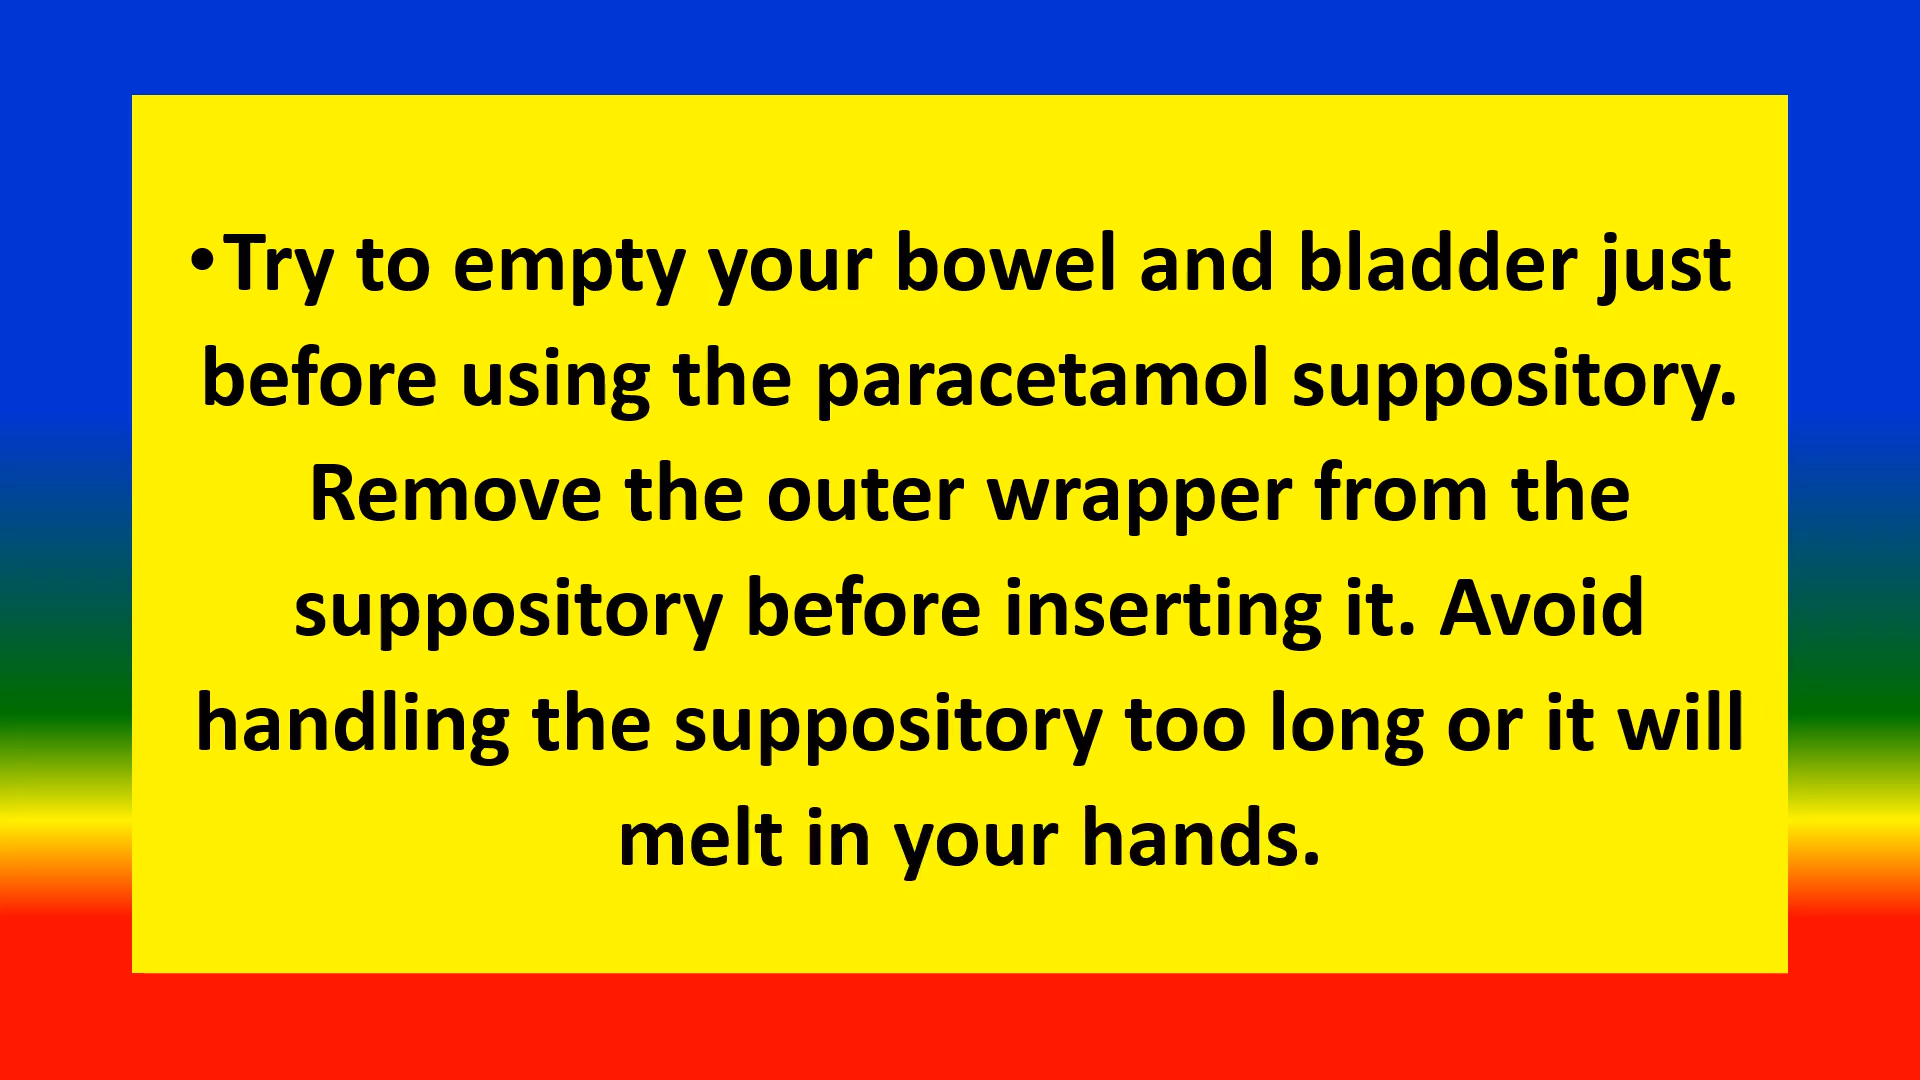 •Try to empty your bowel and bladder just
before using the paracetamol suppository.
Remove the outer wrapper from the
suppository before inserting it. Avoid
handling the suppository too long or it will
melt in your hands.